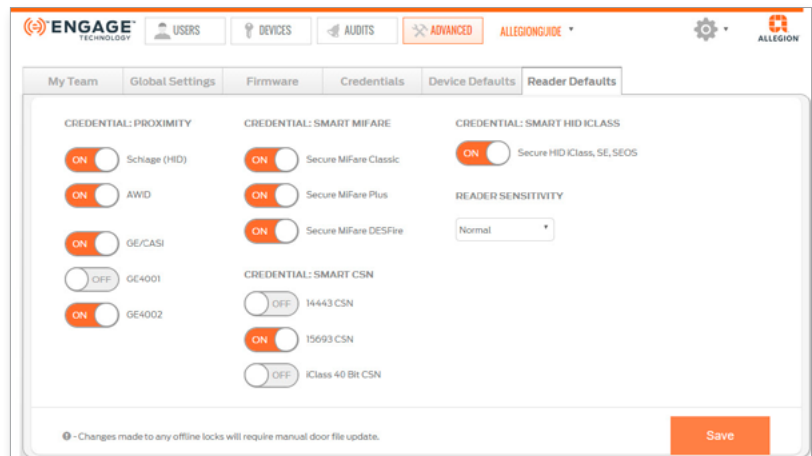 ENGAGE™
TECHNOLOGY
USERS
DEVICES
AUDITS
ADVANCED
ALLEGIONGUIDE
ALLEGION
My Team
Global Settings
Firmware
Credentials
Device Defaults
Reader Defaults
CREDENTIAL: PROXIMITY
ON Schlage (HID)
ON AWID
ON GE/CASI
OFF GE4001
ON GE4002
CREDENTIAL: SMART MIFARE
ON Secure MiFare Classic
ON Secure MiFare Plus
ON Secure MiFare DESFire
CREDENTIAL: SMART CSN
OFF 14443 CSN
ON 15693 CSN
OFF iClass 40 Bit CSN
CREDENTIAL: SMART HID ICLASS
ON Secure HID iClass, SE, SEOS
READER SENSITIVITY
Normal
- Changes made to any offline locks will require manual door file update.
Save